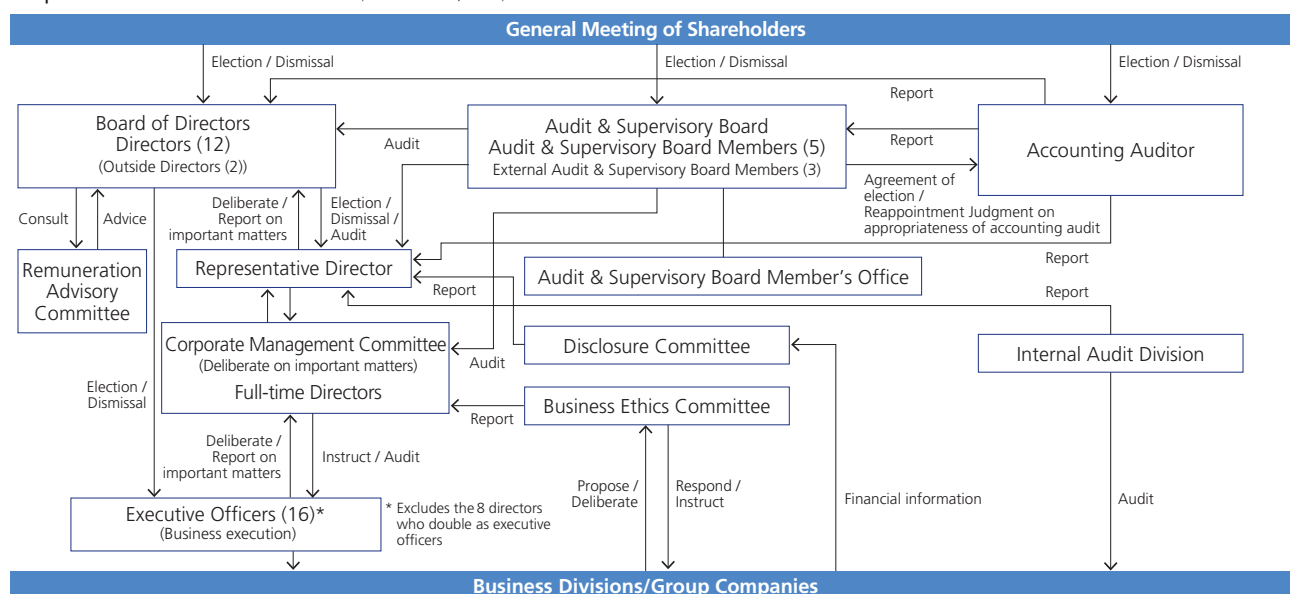 General Meeting of Shareholders
Election / Dismissal
Election / Dismissal
Election / Dismissal
Report
Board of Directors
Directors (12)
(Outside Directors (2))
Audit
Audit & Supervisory Board
Audit & Supervisory Board Members (5)
External Audit & Supervisory Board Members (3)
Report
Accounting Auditor
Consult
Advice
Deliberate /
Report on
important matters
Election /
Dismissal /
Audit
Agreement of
election /
Reappointment Judgment on
appropriateness of accounting audit
Remuneration
Advisory
Committee
Representative Director
Report
Audit & Supervisory Board Member's Office
Report
Report
Corporate Management Committee
(Deliberate on important matters)
Full-time Directors
Audit
Disclosure Committee
Internal Audit Division
Election /
Dismissal
Report
Business Ethics Committee
Deliberate /
Report on
important matters
Instruct / Audit
Propose /
Deliberate
Respond /
Instruct
Financial information
Audit
Executive Officers (16)*
(Business execution)
* Excludes the 8 directors
who double as executive
officers
Business Divisions/Group Companies